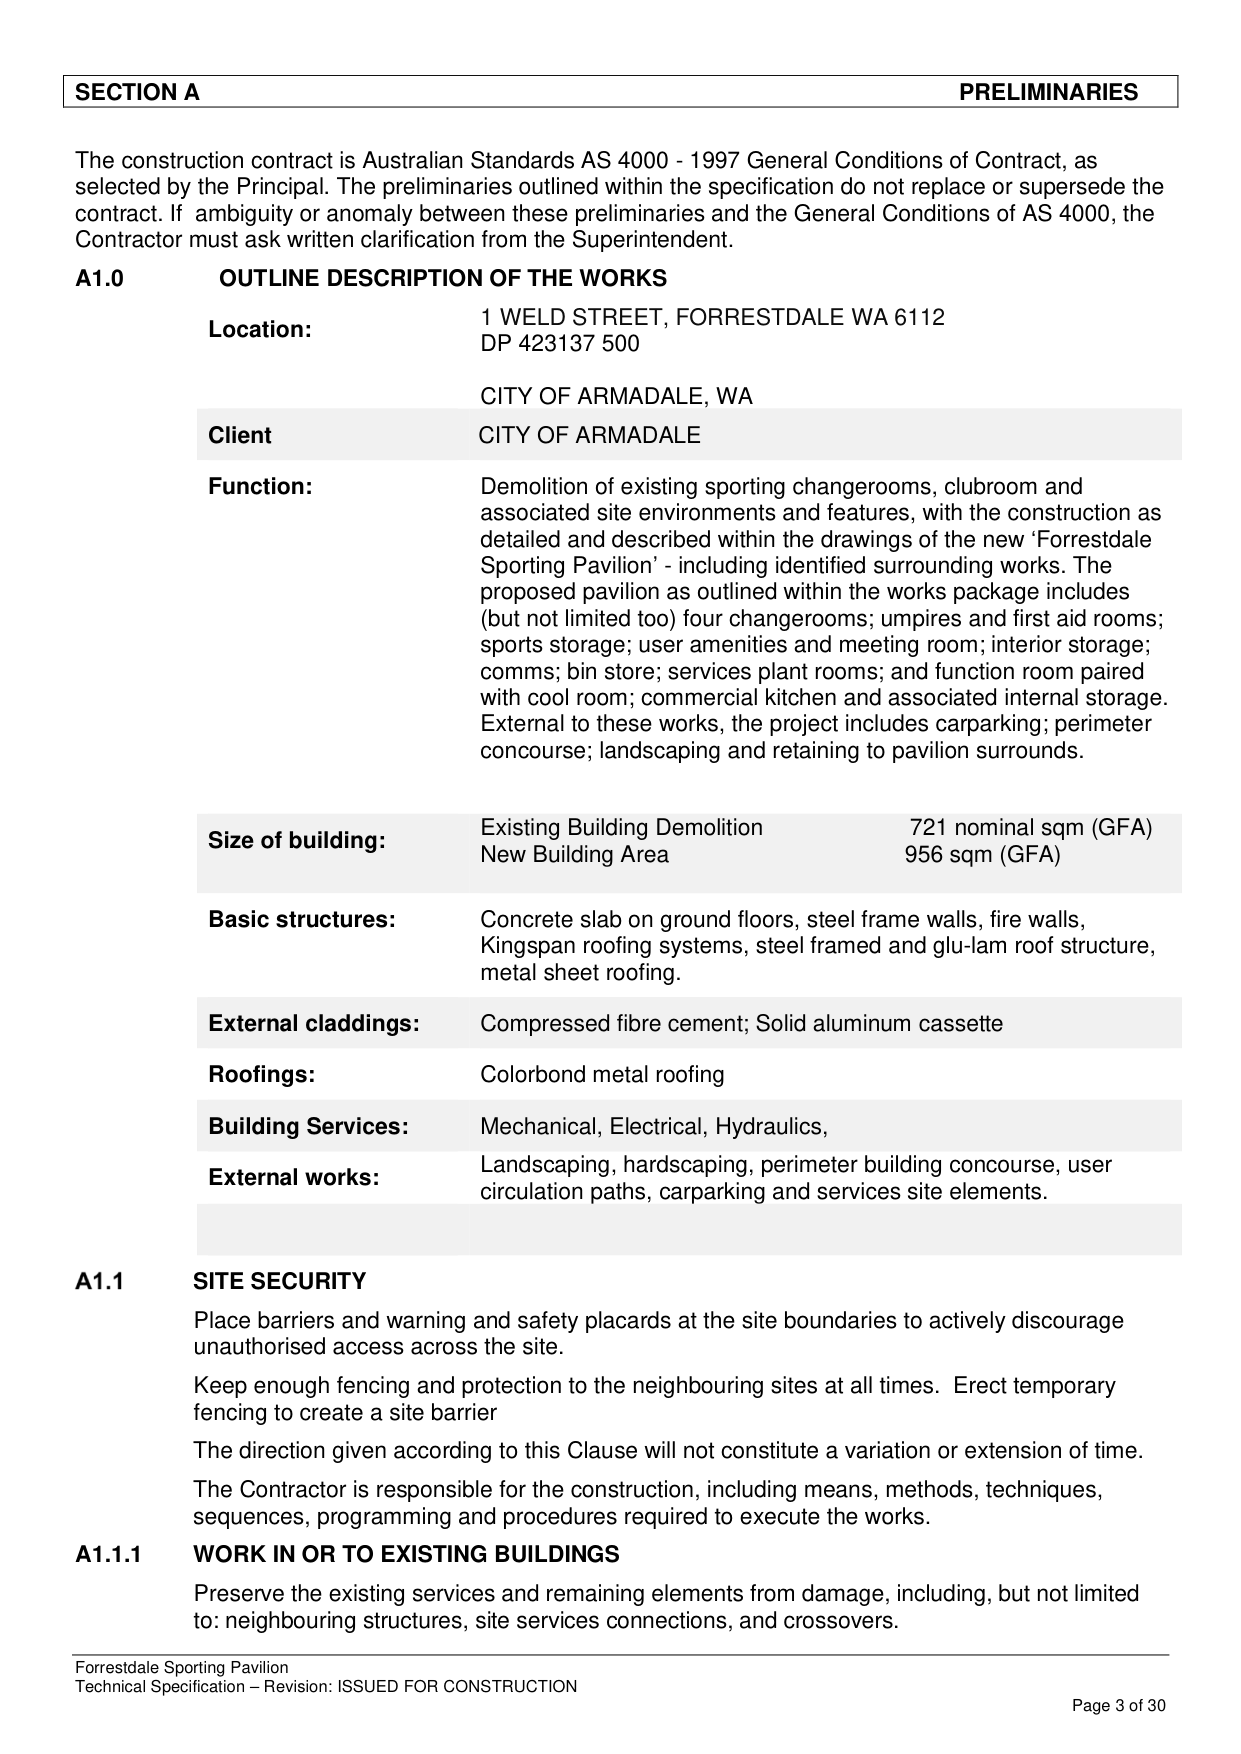 SECTION A PRELIMINARIES
The construction contract is Australian Standards AS 4000 - 1997 General Conditions of Contract, as
selected by the Principal. The preliminaries outlined within the specification do not replace or supersede the
contract. If  ambiguity or anomaly between these preliminaries and the General Conditions of AS 4000, the
Contractor must ask written clarification from the Superintendent.
A1.0 OUTLINE DESCRIPTION OF THE WORKS
Location: 1 WELD STREET, FORRESTDALE WA 6112
DP 423137 500
CITY OF ARMADALE, WA
Client CITY OF ARMADALE
Function: Demolition of existing sporting changerooms, clubroom and
associated site environments and features, with the construction as
detailed and described within the drawings of the new ‘Forrestdale
Sporting Pavilion’ - including identified surrounding works. The
proposed pavilion as outlined within the works package includes
(but not limited too) four changerooms; umpires and first aid rooms;
sports storage; user amenities and meeting room; interior storage;
comms; bin store; services plant rooms; and function room paired
with cool room; commercial kitchen and associated internal storage.
External to these works, the project includes carparking; perimeter
concourse; landscaping and retaining to pavilion surrounds.
Size of building: Existing Building Demolition 721 nominal sqm (GFA)
New Building Area 956 sqm (GFA)
Basic structures: Concrete slab on ground floors, steel frame walls, fire walls,
Kingspan roofing systems, steel framed and glu-lam roof structure,
metal sheet roofing.
External claddings: Compressed fibre cement; Solid aluminum cassette
Roofings: Colorbond metal roofing
Building Services: Mechanical, Electrical, Hydraulics,
External works: Landscaping, hardscaping, perimeter building concourse, user
circulation paths, carparking and services site elements.
A1.1 SITE SECURITY
Place barriers and warning and safety placards at the site boundaries to actively discourage
unauthorised access across the site.
Keep enough fencing and protection to the neighbouring sites at all times.  Erect temporary
fencing to create a site barrier
The direction given according to this Clause will not constitute a variation or extension of time.
The Contractor is responsible for the construction, including means, methods, techniques,
sequences, programming and procedures required to execute the works.
A1.1.1 WORK IN OR TO EXISTING BUILDINGS
Preserve the existing services and remaining elements from damage, including, but not limited
to: neighbouring structures, site services connections, and crossovers.
Forrestdale Sporting Pavilion
Technical Specification – Revision: ISSUED FOR CONSTRUCTION
Page 3 of 30